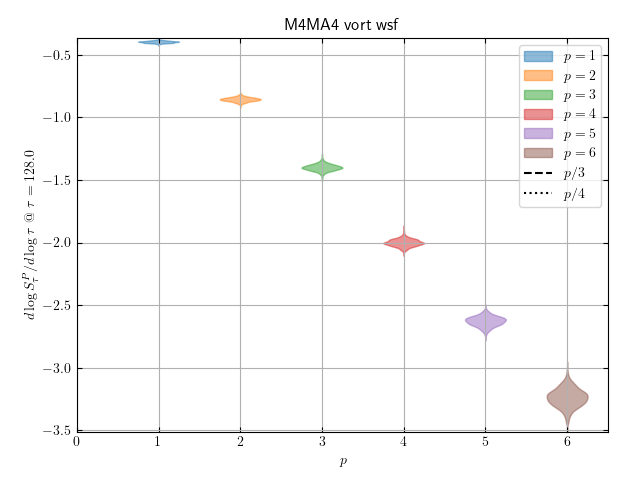 M4MA4 vort wsf
d log S_τ^P / d log τ @ τ = 128.0
−0.5
−1.0
−1.5
−2.0
−2.5
−3.0
−3.5
0 1 2 3 4 5 6
p
p = 1
p = 2
p = 3
p = 4
p = 5
p = 6
p/3
p/4